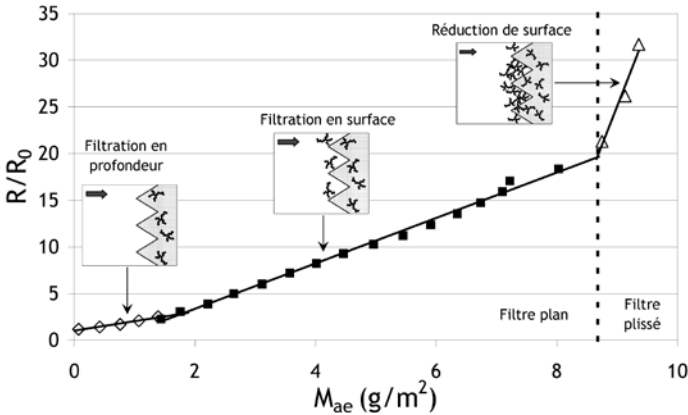 R/R0
35
30
25
20
15
10
5
0
Filtration en
profondeur
Filtration en surface
Réduction de surface
Filtre plan
Filtre
plissé
0
2
4
6
8
10
Mae (g/m²)